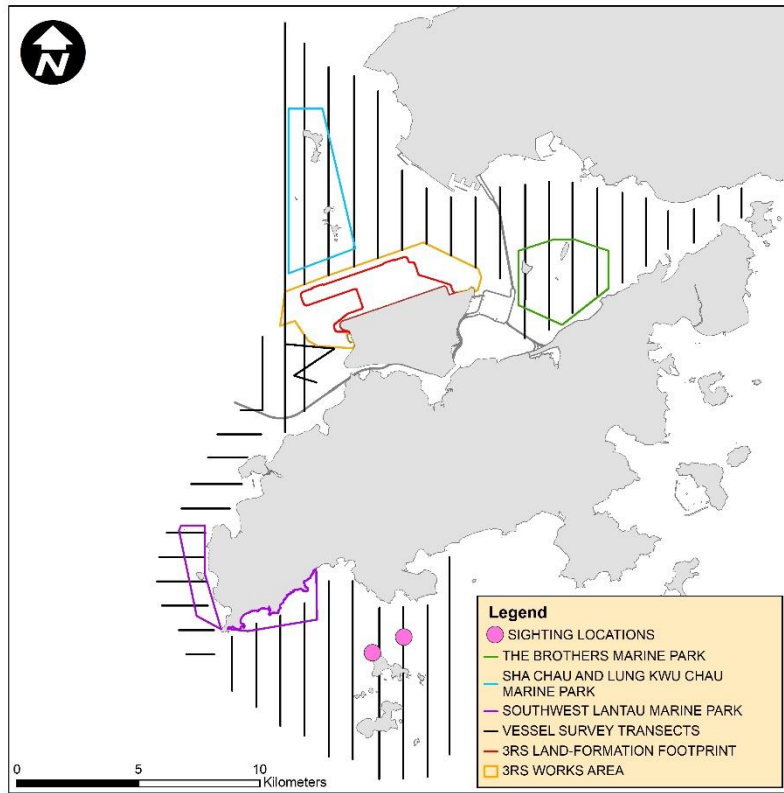 N
Legend
SIGHTING LOCATIONS
THE BROTHERS MARINE PARK
SHA CHAU AND LUNG KWU CHAU
MARINE PARK
SOUTHWEST LANTAU MARINE PARK
VESSEL SURVEY TRANSECTS
3RS LAND-FORMATION FOOTPRINT
3RS WORKS AREA
0 5 10
Kilometers